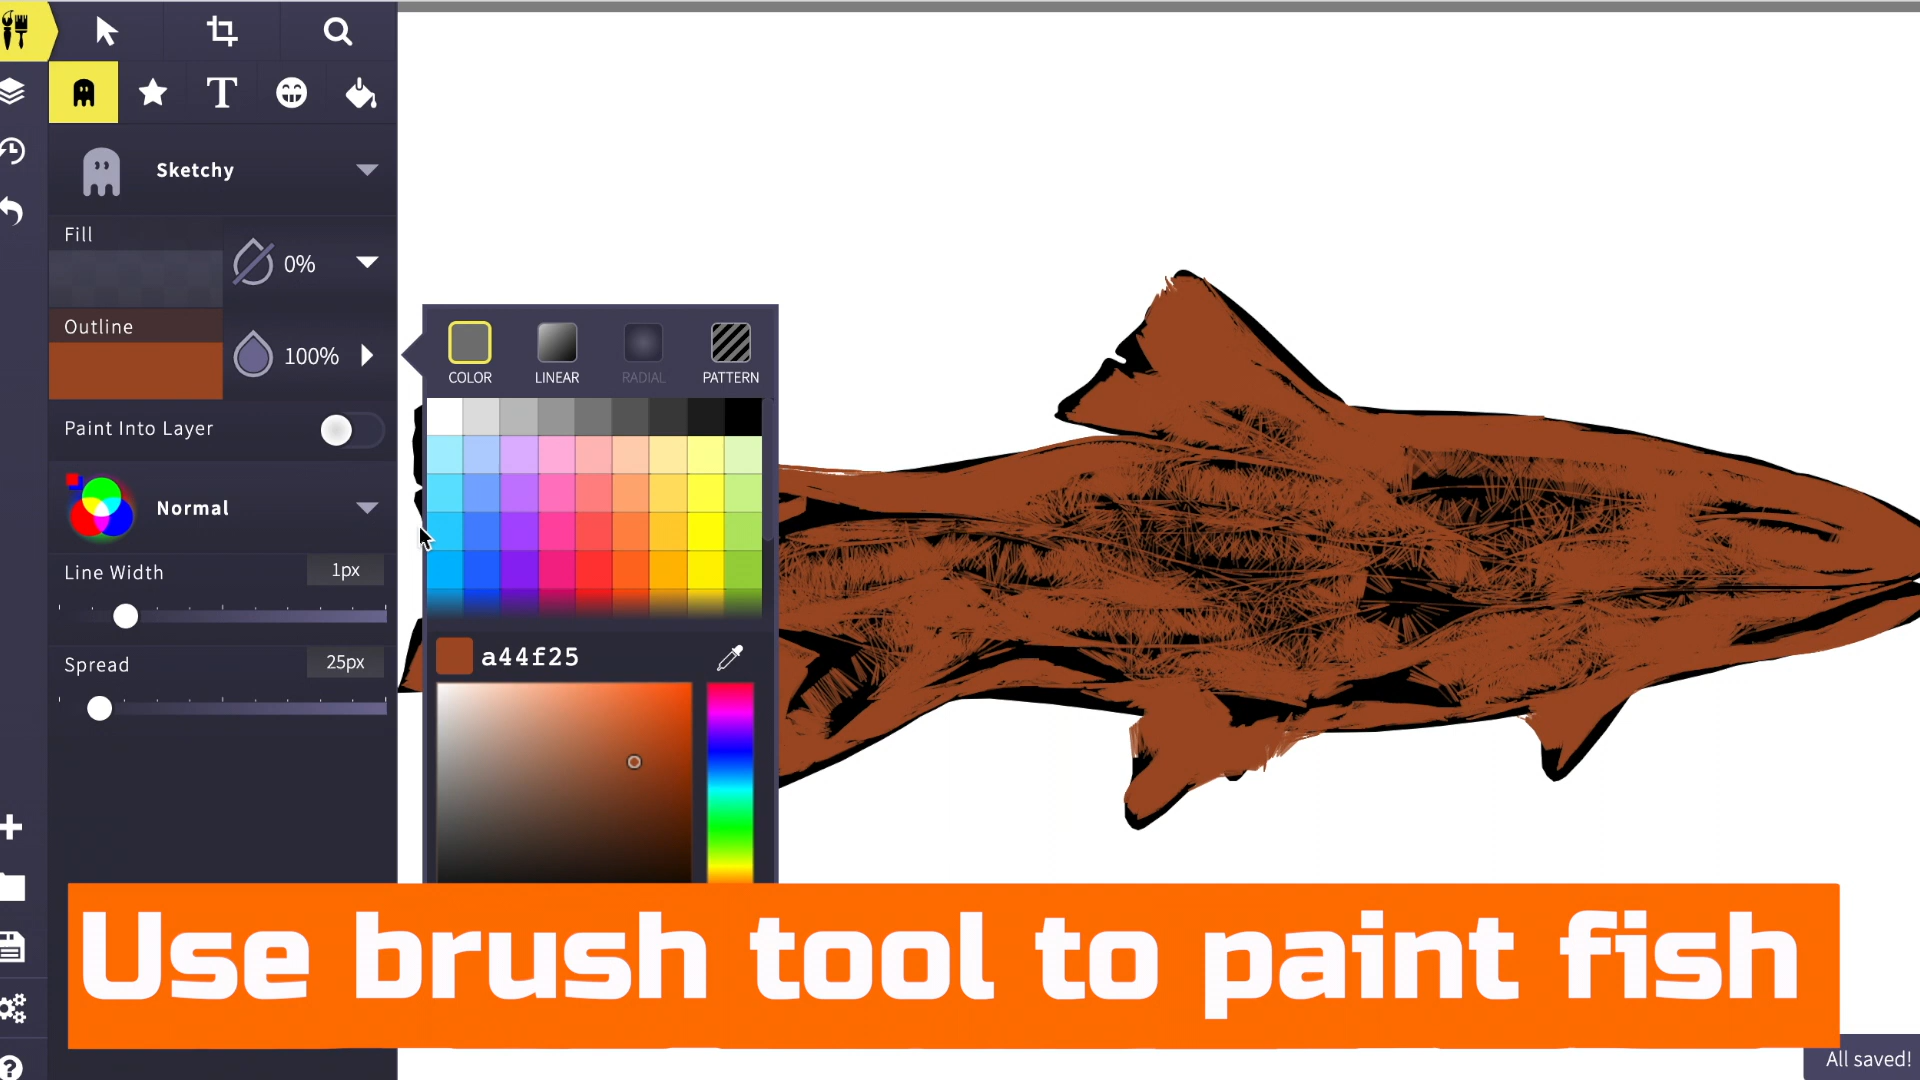 T
Sketchy
Fill
0%
Outline
100%
COLOR LINEAR RADIAL PATTERN
Paint Into Layer
Normal
Line Width 1px
a44f25
Spread 25px
Use brush tool to paint fish
?
All saved!